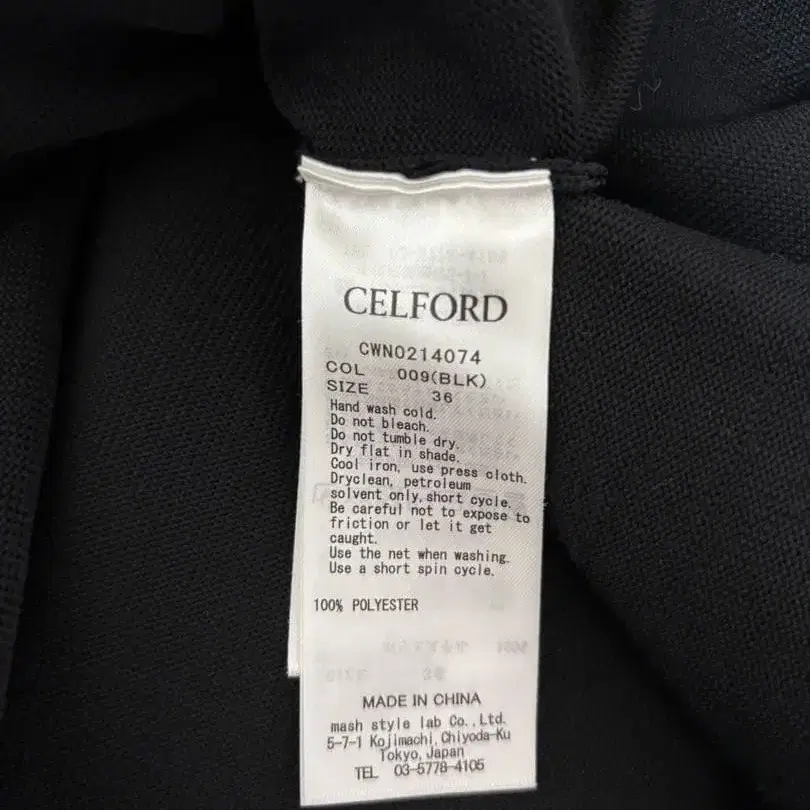 CELFORD
CWN0214074
COL 009(BLK)
SIZE 36
Hand wash cold.
Do not bleach.
Do not tumble dry.
Dry flat in shade.
Cool iron, use press cloth.
Dryclean, petroleum
solvent only, short cycle.
Be careful not to expose to
friction or let it get
caught.
Use the net when washing.
Use a short spin cycle.
100% POLYESTER
MADE IN CHINA
mash style lab Co.,Ltd.
5-7-1 Kojimachi,Chiyoda-Ku
Tokyo,Japan
TEL 03-5778-4105